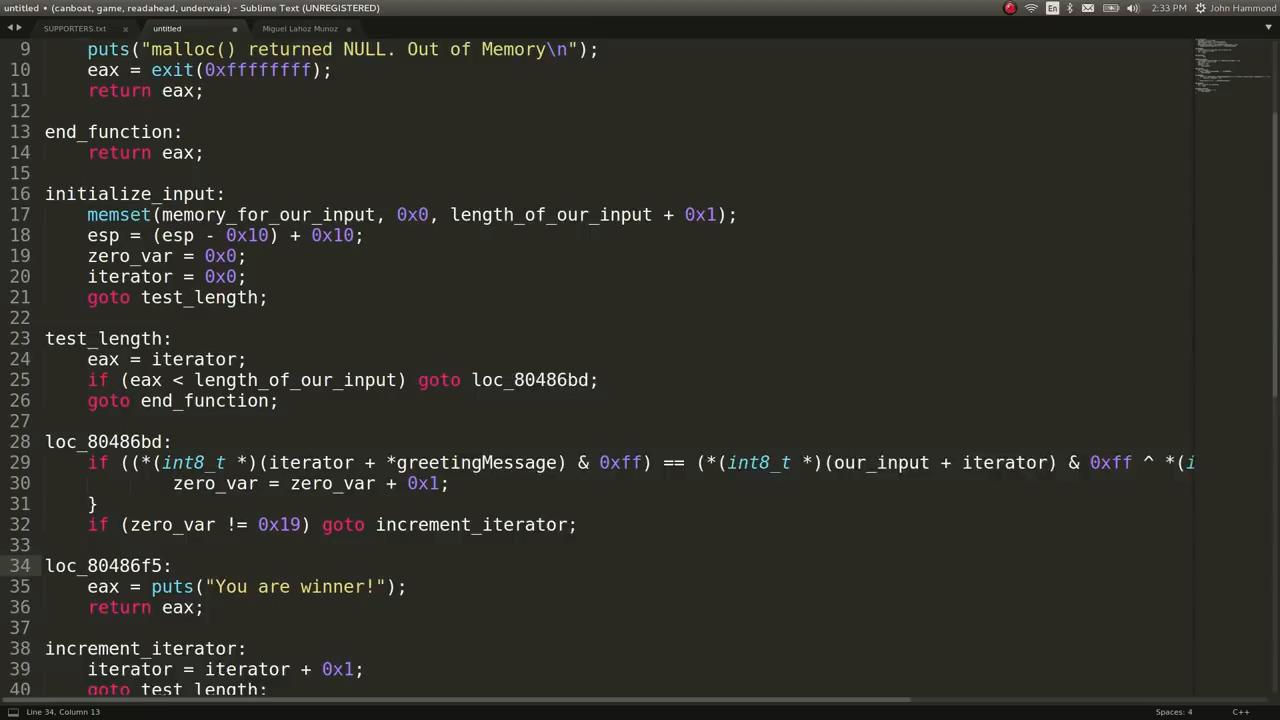 untitled • (canboat, game, readahead, underwais) - Sublime Text (UNREGISTERED)
En
2:33 PM
John Hammond
SUPPORTERS.txt
untitled
Miguel Lahoz Munoz
9 puts("malloc() returned NULL. Out of Memory\n");
10 eax = exit(0xffffffff);
11 return eax;
12
13 end_function:
14 return eax;
15
16 initialize_input:
17 memset(memory_for_our_input, 0x0, length_of_our_input + 0x1);
18 esp = (esp - 0x10) + 0x10;
19 zero_var = 0x0;
20 iterator = 0x0;
21 goto test_length;
22
23 test_length:
24 eax = iterator;
25 if (eax < length_of_our_input) goto loc_80486bd;
26 goto end_function;
27
28 loc_80486bd:
29 if ((*(int8_t *)(iterator + *greetingMessage) & 0xff) == (*(int8_t *)(our_input + iterator) & 0xff ^ *(i
30 zero_var = zero_var + 0x1;
31 }
32 if (zero_var != 0x19) goto increment_iterator;
33
34 loc_80486f5:
35 eax = puts("You are winner!");
36 return eax;
37
38 increment_iterator:
39 iterator = iterator + 0x1;
40 goto test_length;
Line 34, Column 13
Spaces: 4
C++